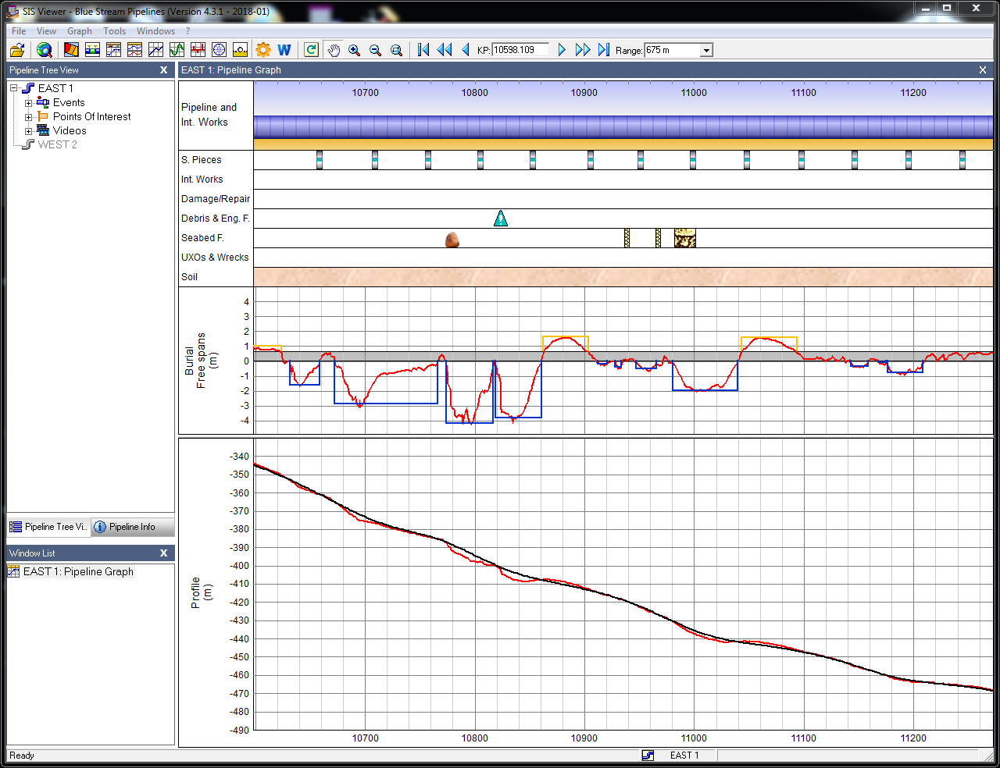 SIS Viewer - Blue Stream Pipelines (Version 4.3.1 - 2018-01)
File View Graph Tools Windows ?
W KP: 10598.109 Range: 675 m
Pipeline Tree View X
EAST 1
Events
Points Of Interest
Videos
WEST 2
Pipeline Tree Vi.. Pipeline Info
Window List X
EAST 1: Pipeline Graph
EAST 1: Pipeline Graph
10700 10800 10900 11000 11100 11200
Pipeline and
Int. Works
S. Pieces
Int. Works
Damage/Repair
Debris & Eng. F.
Seabed F.
UXOs & Wrecks
Soil
Burial
Free spans
(m)
4
3
2
1
0
-1
-2
-3
-4
Profile
(m)
-340
-350
-360
-370
-380
-390
-400
-410
-420
-430
-440
-450
-460
-470
-480
-490
10700 10800 10900 11000 11100 11200
Ready EAST 1